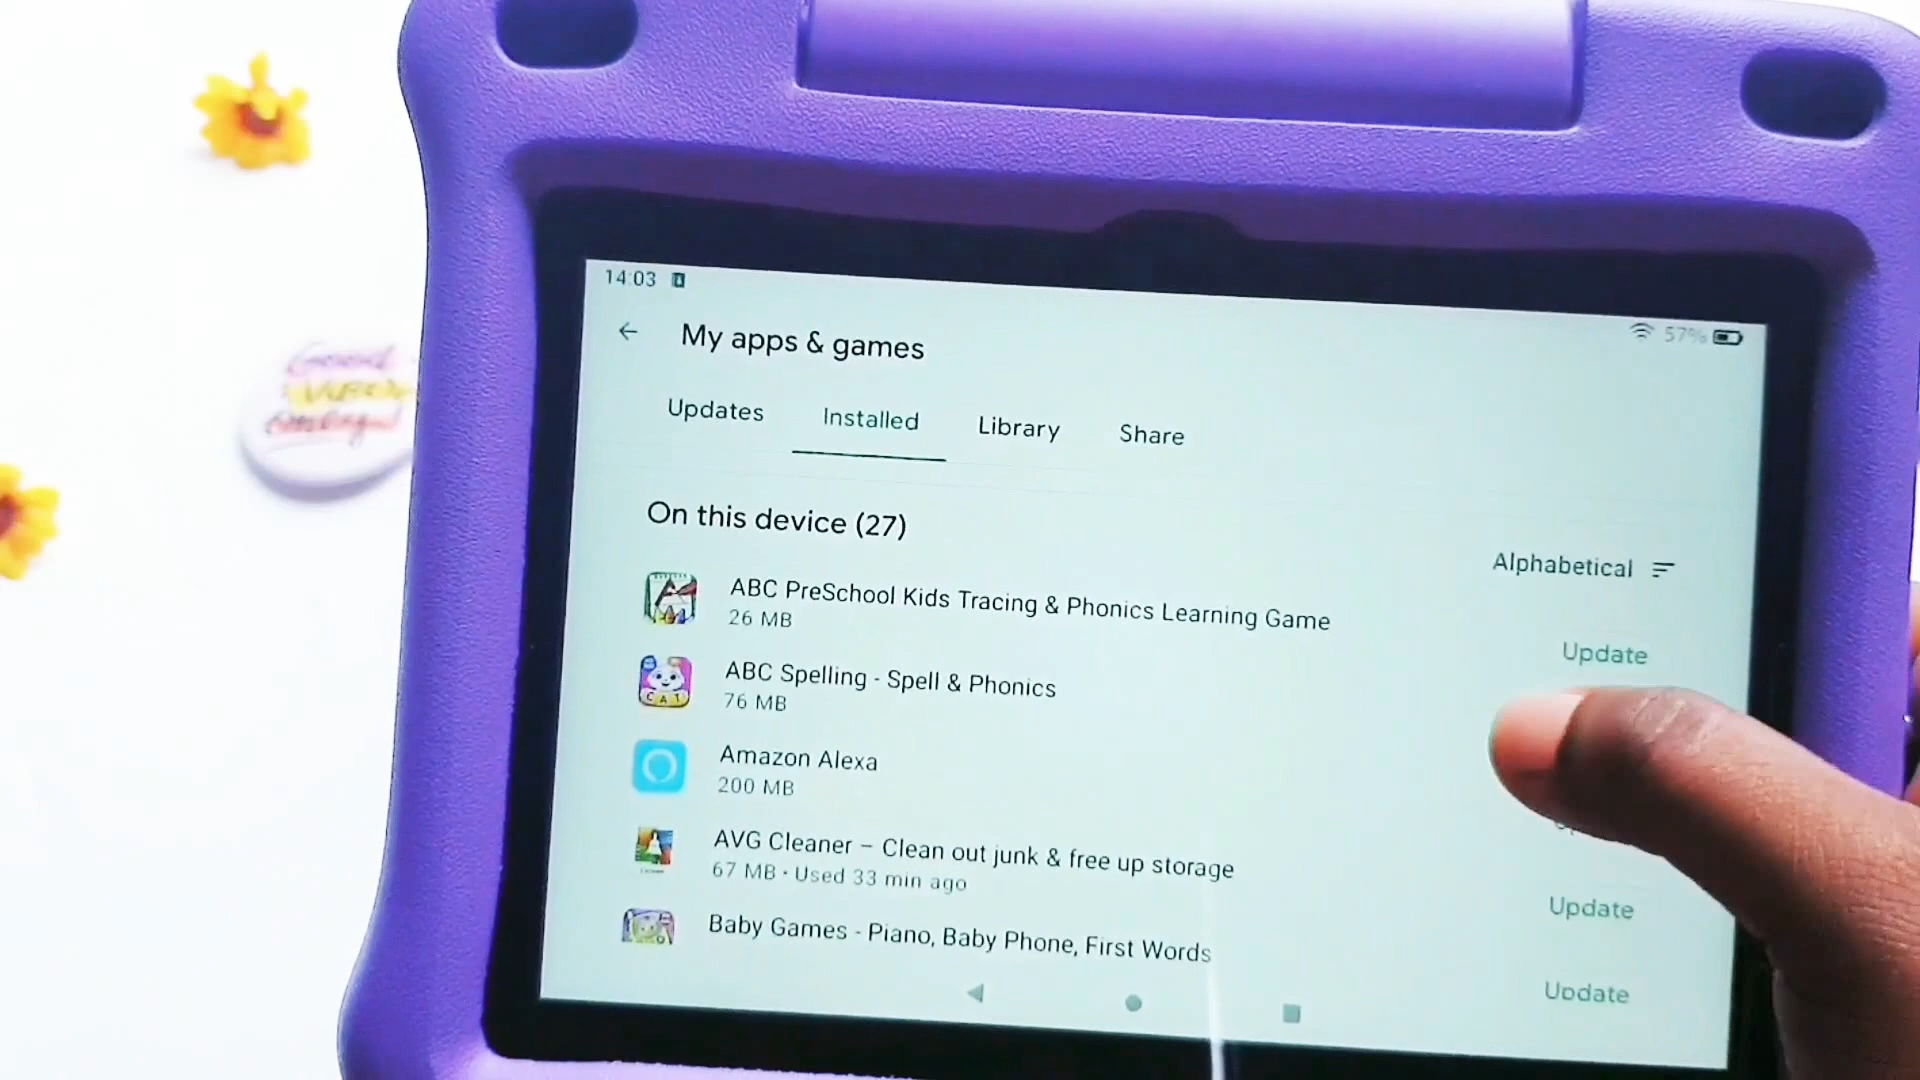 14:03
57%
My apps & games
Updates Installed Library Share
On this device (27)
Alphabetical
ABC PreSchool Kids Tracing & Phonics Learning Game
26 MB
Update
ABC Spelling - Spell & Phonics
76 MB
CAT
Amazon Alexa
200 MB
AVG Cleaner – Clean out junk & free up storage
67 MB • Used 33 min ago
Update
Baby Games - Piano, Baby Phone, First Words
Update
Good